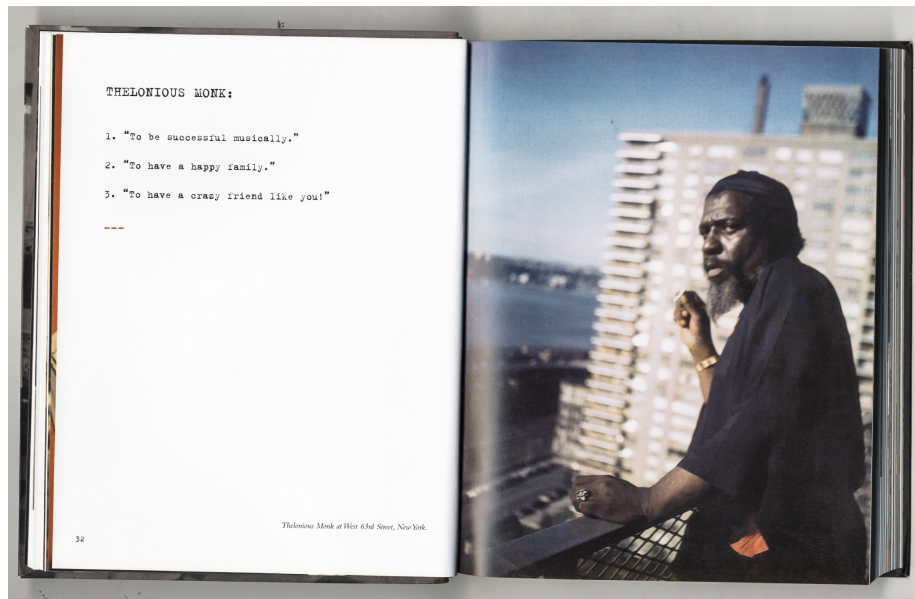 THELONIOUS MONK:
1. “To be successful musically.”
2. “To have a happy family.”
3. “To have a crazy friend like you!”
Thelonious Monk at West 63rd Street, New York.
32